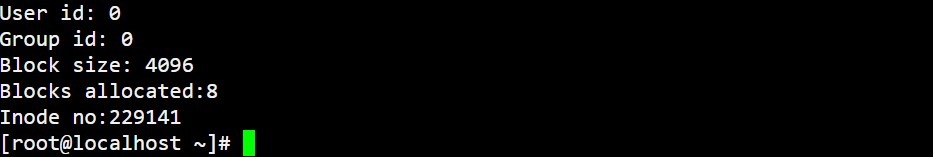 User id: 0
Group id: 0
Block size: 4096
Blocks allocated:8
Inode no:229141
[root@localhost ~]#